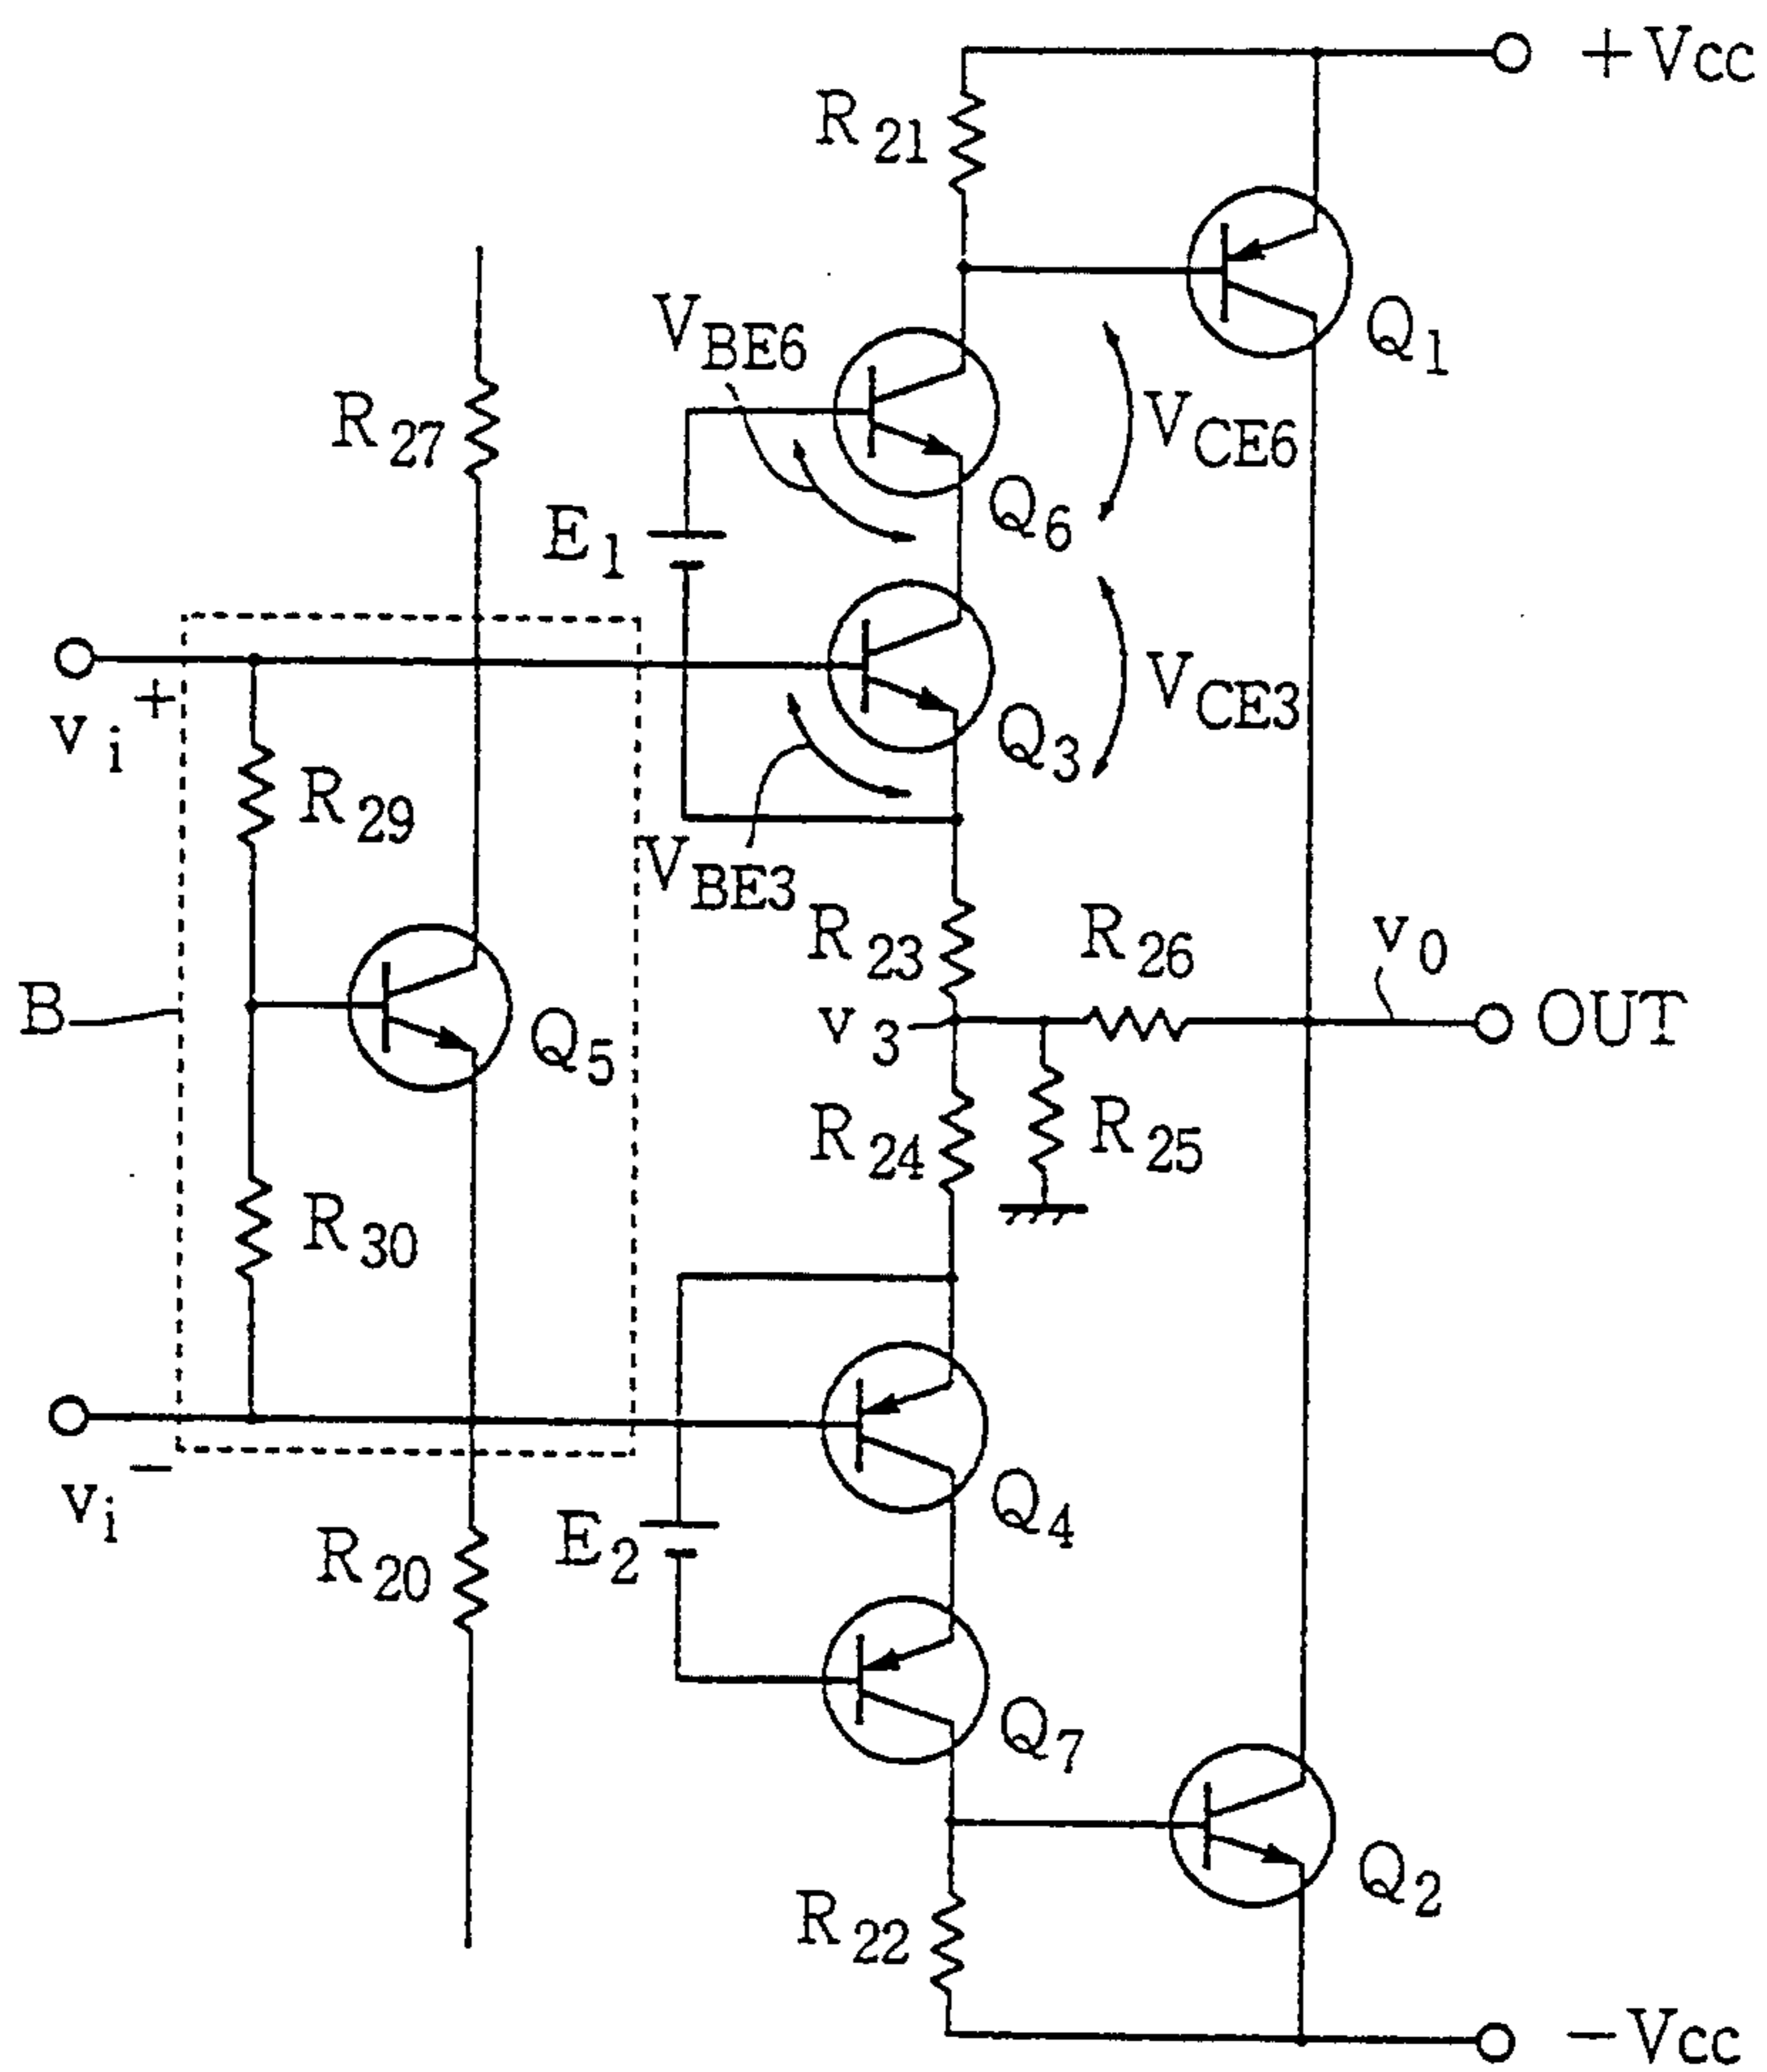 +Vcc
R21
Q1
VBE6
VCE6
R27
Q6
E1
vi+
VCE3
Q3
R29
VBE3
R23
R26
v0
B
v3
OUT
Q5
R24
R25
R30
vi−
Q4
E2
R20
Q7
Q2
R22
−Vcc